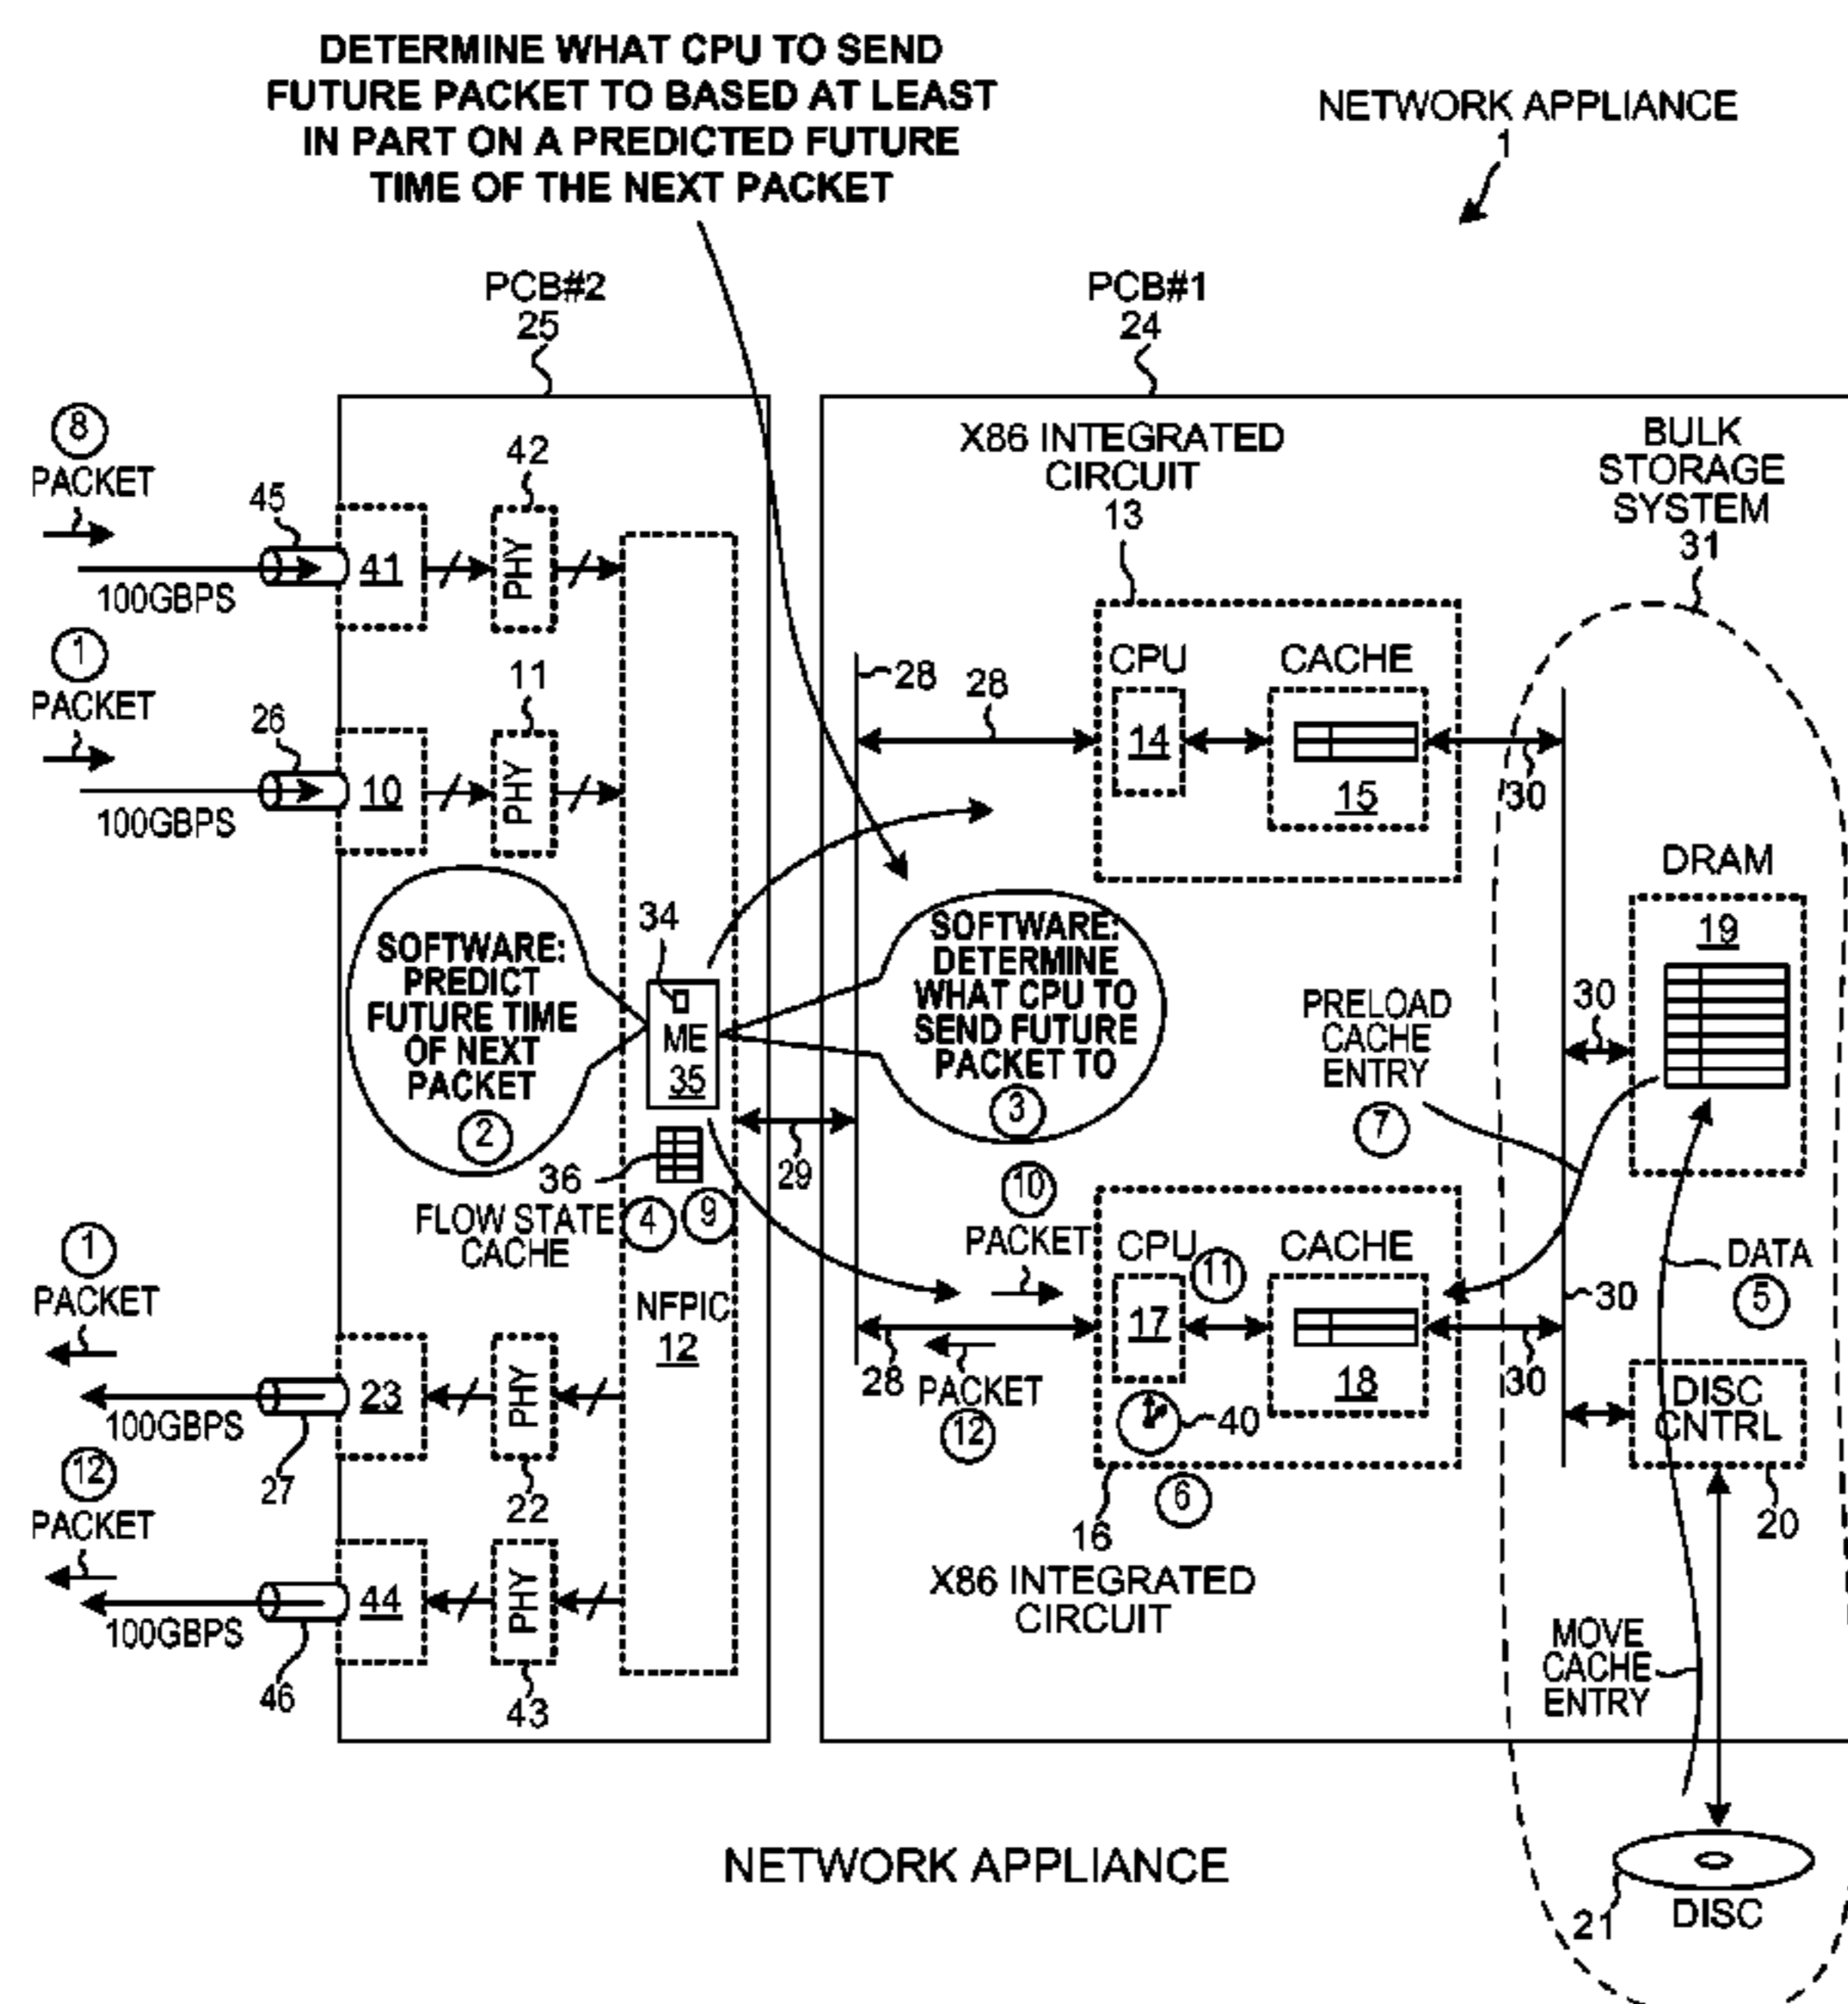 DETERMINE WHAT CPU TO SEND
FUTURE PACKET TO BASED AT LEAST
IN PART ON A PREDICTED FUTURE
TIME OF THE NEXT PACKET
NETWORK APPLIANCE
1
PCB#2
25
PCB#1
24
8
PACKET
45
100GBPS
41
42
PHY
1
PACKET
26
100GBPS
10
11
PHY
SOFTWARE:
PREDICT
FUTURE TIME
OF NEXT
PACKET
2
34
ME
35
36
FLOW STATE
CACHE
4
9
NFPIC
12
29
1
PACKET
100GBPS
27
23
PHY
22
12
PACKET
100GBPS
46
44
PHY
43
X86 INTEGRATED
CIRCUIT
13
28
28
CPU
14
CACHE
15
30
SOFTWARE:
DETERMINE
WHAT CPU TO
SEND FUTURE
PACKET TO
3
10
PACKET
28
PACKET
12
CPU
11
17
CACHE
18
40
30
30
6
16
X86 INTEGRATED
CIRCUIT
BULK
STORAGE
SYSTEM
31
DRAM
19
30
PRELOAD
CACHE
ENTRY
7
DATA
5
DISC
CNTRL
20
MOVE
CACHE
ENTRY
21
DISC
NETWORK APPLIANCE